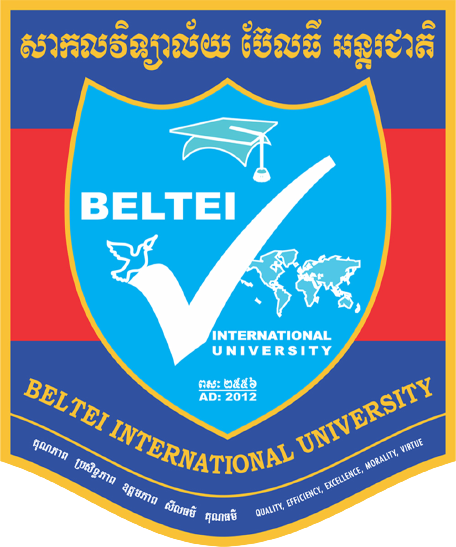 សាកលវិទ្យាល័យ ប៊ែលធី អន្តរជាតិ
BELTEI
INTERNATIONAL
UNIVERSITY
ពស: ២៥៥៦
AD: 2012
BELTEI INTERNATIONAL UNIVERSITY
គុណភាព ប្រសិទ្ធភាព ឧត្តមភាព សីលធម៌ គុណធម៌ QUALITY, EFFICIENCY, EXCELLENCE, MORALITY, VIRTUE